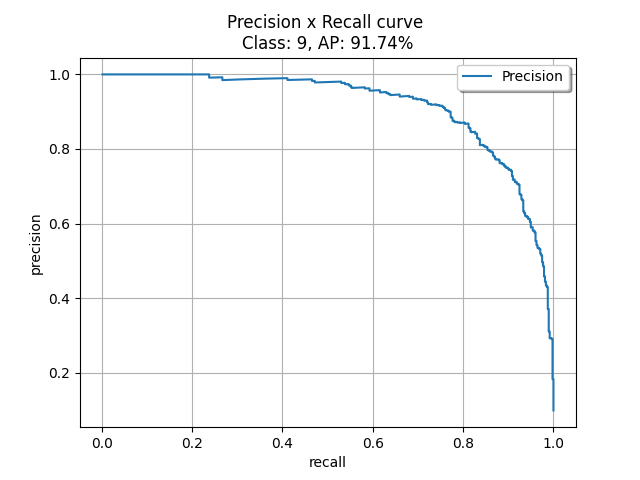 Precision x Recall curve
Class: 9, AP: 91.74%
Precision
1.0
0.8
0.6
0.4
0.2
precision
0.0 0.2 0.4 0.6 0.8 1.0
recall